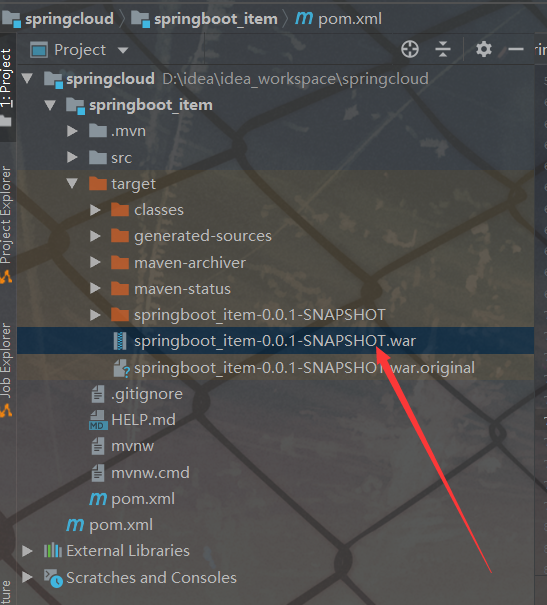 springcloud springboot_item pom.xml
Project
1: Project
springcloud D:\idea\idea_workspace\springcloud
springboot_item
.mvn
src
target
classes
generated-sources
maven-archiver
maven-status
springboot_item-0.0.1-SNAPSHOT
springboot_item-0.0.1-SNAPSHOT.war
springboot_item-0.0.1-SNAPSHOT.war.original
.gitignore
HELP.md
mvnw
mvnw.cmd
pom.xml
pom.xml
External Libraries
Scratches and Consoles
Project Explorer
Job Explorer